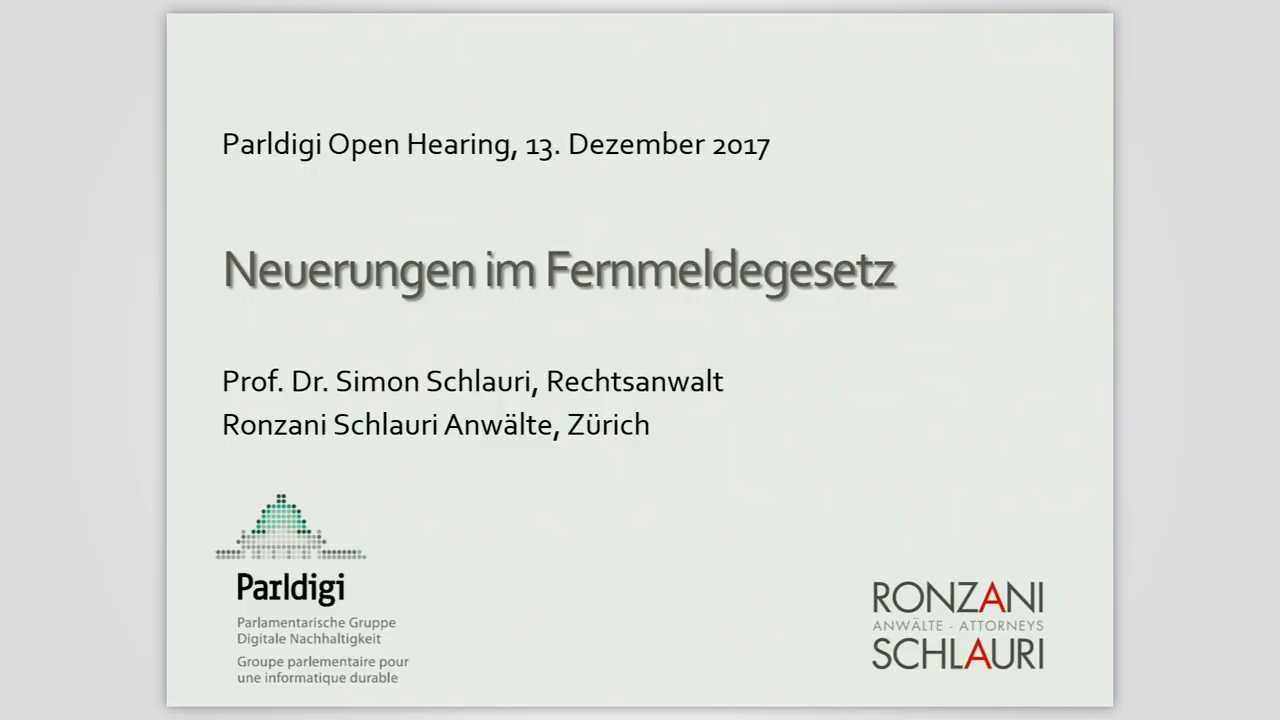 Parldigi Open Hearing, 13. Dezember 2017
Neuerungen im Fernmeldegesetz
Prof. Dr. Simon Schlauri, Rechtsanwalt
Ronzani Schlauri Anwälte, Zürich
Parldigi
Parlamentarische Gruppe
Digitale Nachhaltigkeit
Groupe parlementaire pour
une informatique durable
RONZANI
ANWÄLTE - ATTORNEYS
SCHLAURI